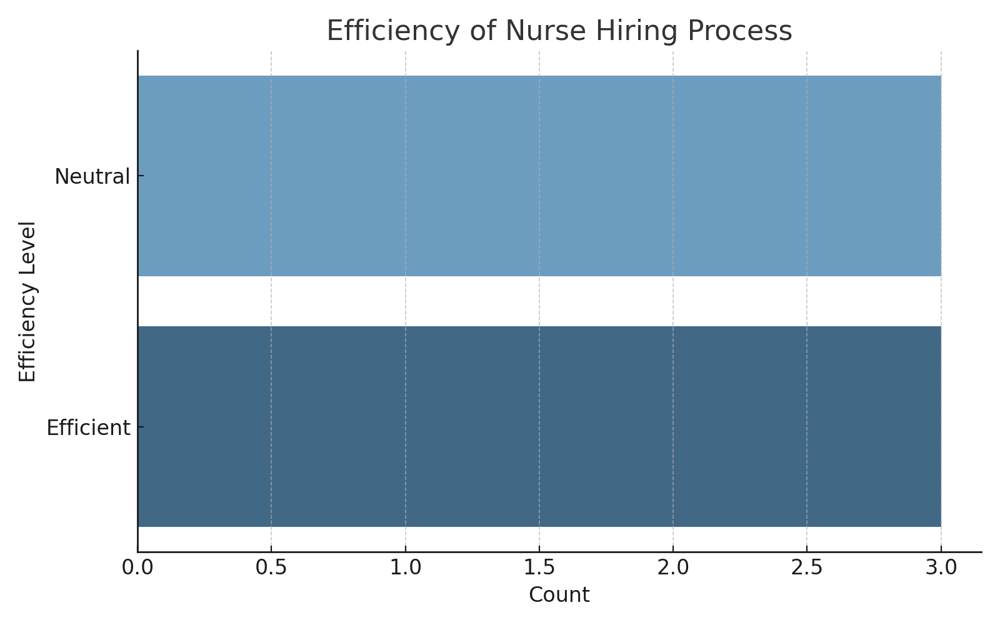 Efficiency of Nurse Hiring Process
Efficiency Level
Neutral
Efficient
0.0 0.5 1.0 1.5 2.0 2.5 3.0
Count